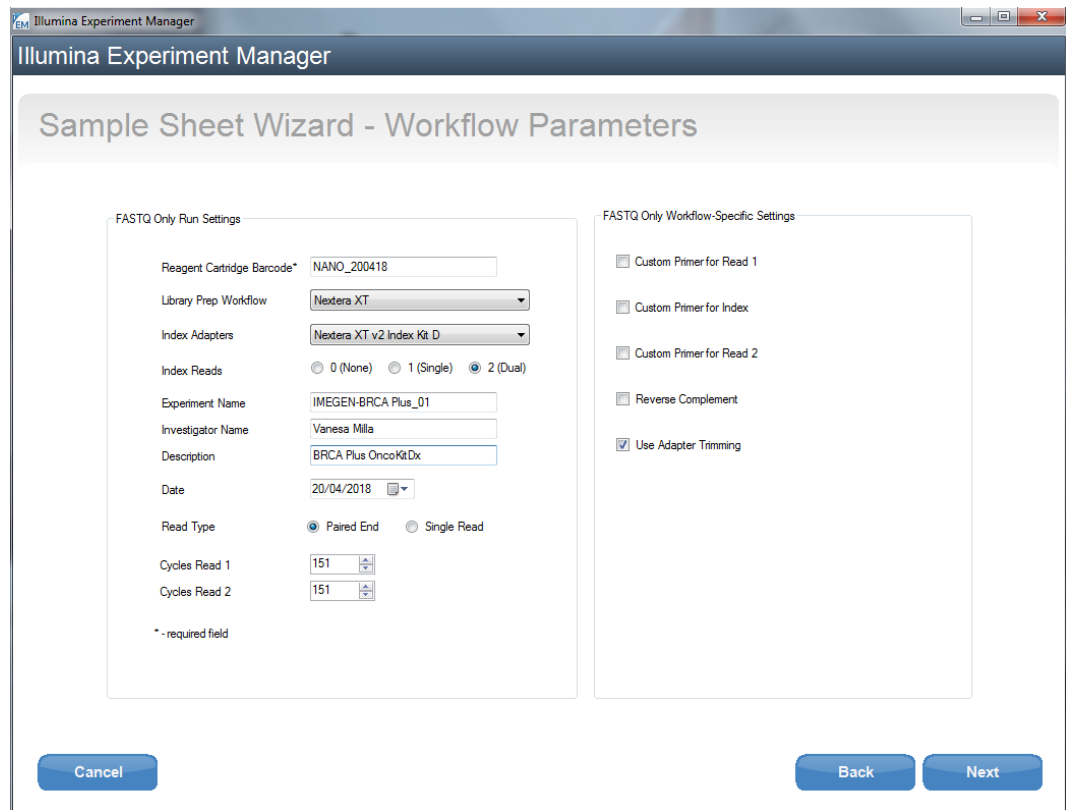 EM Illumina Experiment Manager
Illumina Experiment Manager
Sample Sheet Wizard - Workflow Parameters
FASTQ Only Run Settings
Reagent Cartridge Barcode* NANO_200418
Library Prep Workflow Nextera XT
Index Adapters Nextera XT v2 Index Kit D
Index Reads 0 (None) 1 (Single) 2 (Dual)
Experiment Name IMEGEN-BRCA Plus_01
Investigator Name Vanesa Milla
Description BRCA Plus OncoKitDx
Date 20/04/2018
Read Type Paired End Single Read
Cycles Read 1 151
Cycles Read 2 151
* - required field
FASTQ Only Workflow-Specific Settings
Custom Primer for Read 1
Custom Primer for Index
Custom Primer for Read 2
Reverse Complement
Use Adapter Trimming
Cancel Back Next